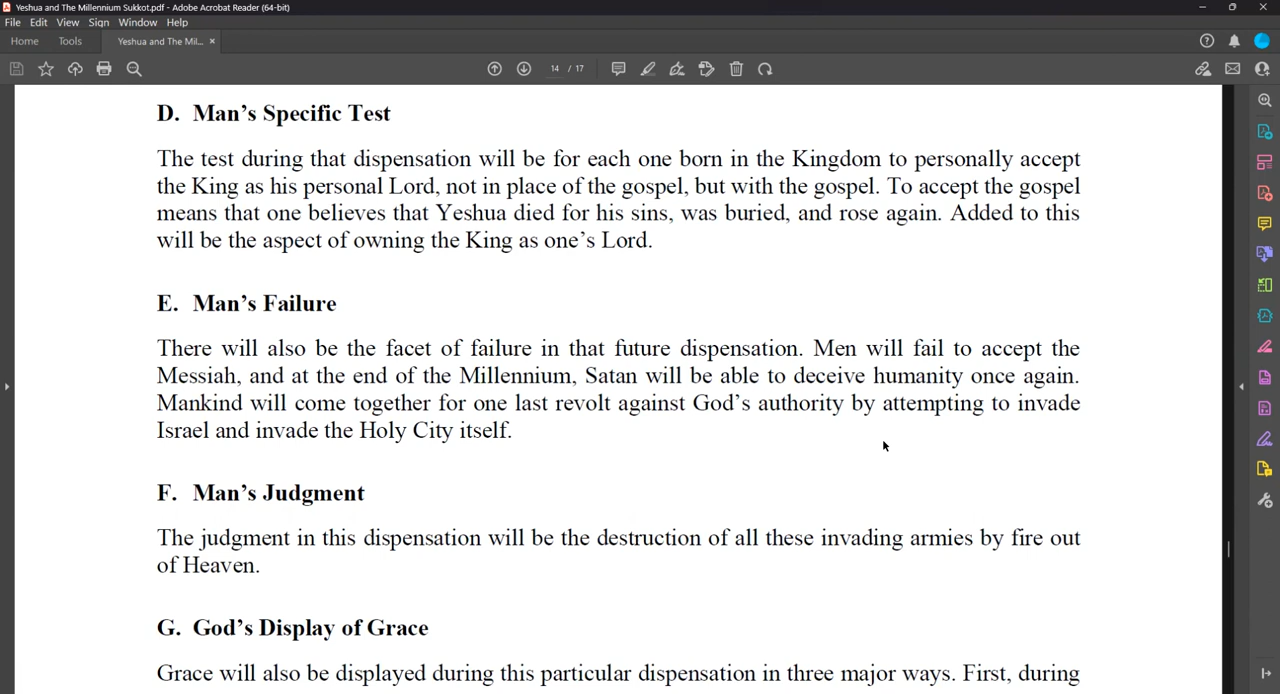 Yeshua and The Millennium Sukkot.pdf - Adobe Acrobat Reader (64-bit)
File Edit View Sign Window Help
Home Tools Yeshua and The Mil... ×
14 / 17
D. Man’s Specific Test
The test during that dispensation will be for each one born in the Kingdom to personally accept
the King as his personal Lord, not in place of the gospel, but with the gospel. To accept the gospel
means that one believes that Yeshua died for his sins, was buried, and rose again. Added to this
will be the aspect of owning the King as one’s Lord.
E. Man’s Failure
There will also be the facet of failure in that future dispensation. Men will fail to accept the
Messiah, and at the end of the Millennium, Satan will be able to deceive humanity once again.
Mankind will come together for one last revolt against God’s authority by attempting to invade
Israel and invade the Holy City itself.
F. Man’s Judgment
The judgment in this dispensation will be the destruction of all these invading armies by fire out
of Heaven.
G. God’s Display of Grace
Grace will also be displayed during this particular dispensation in three major ways. First, during